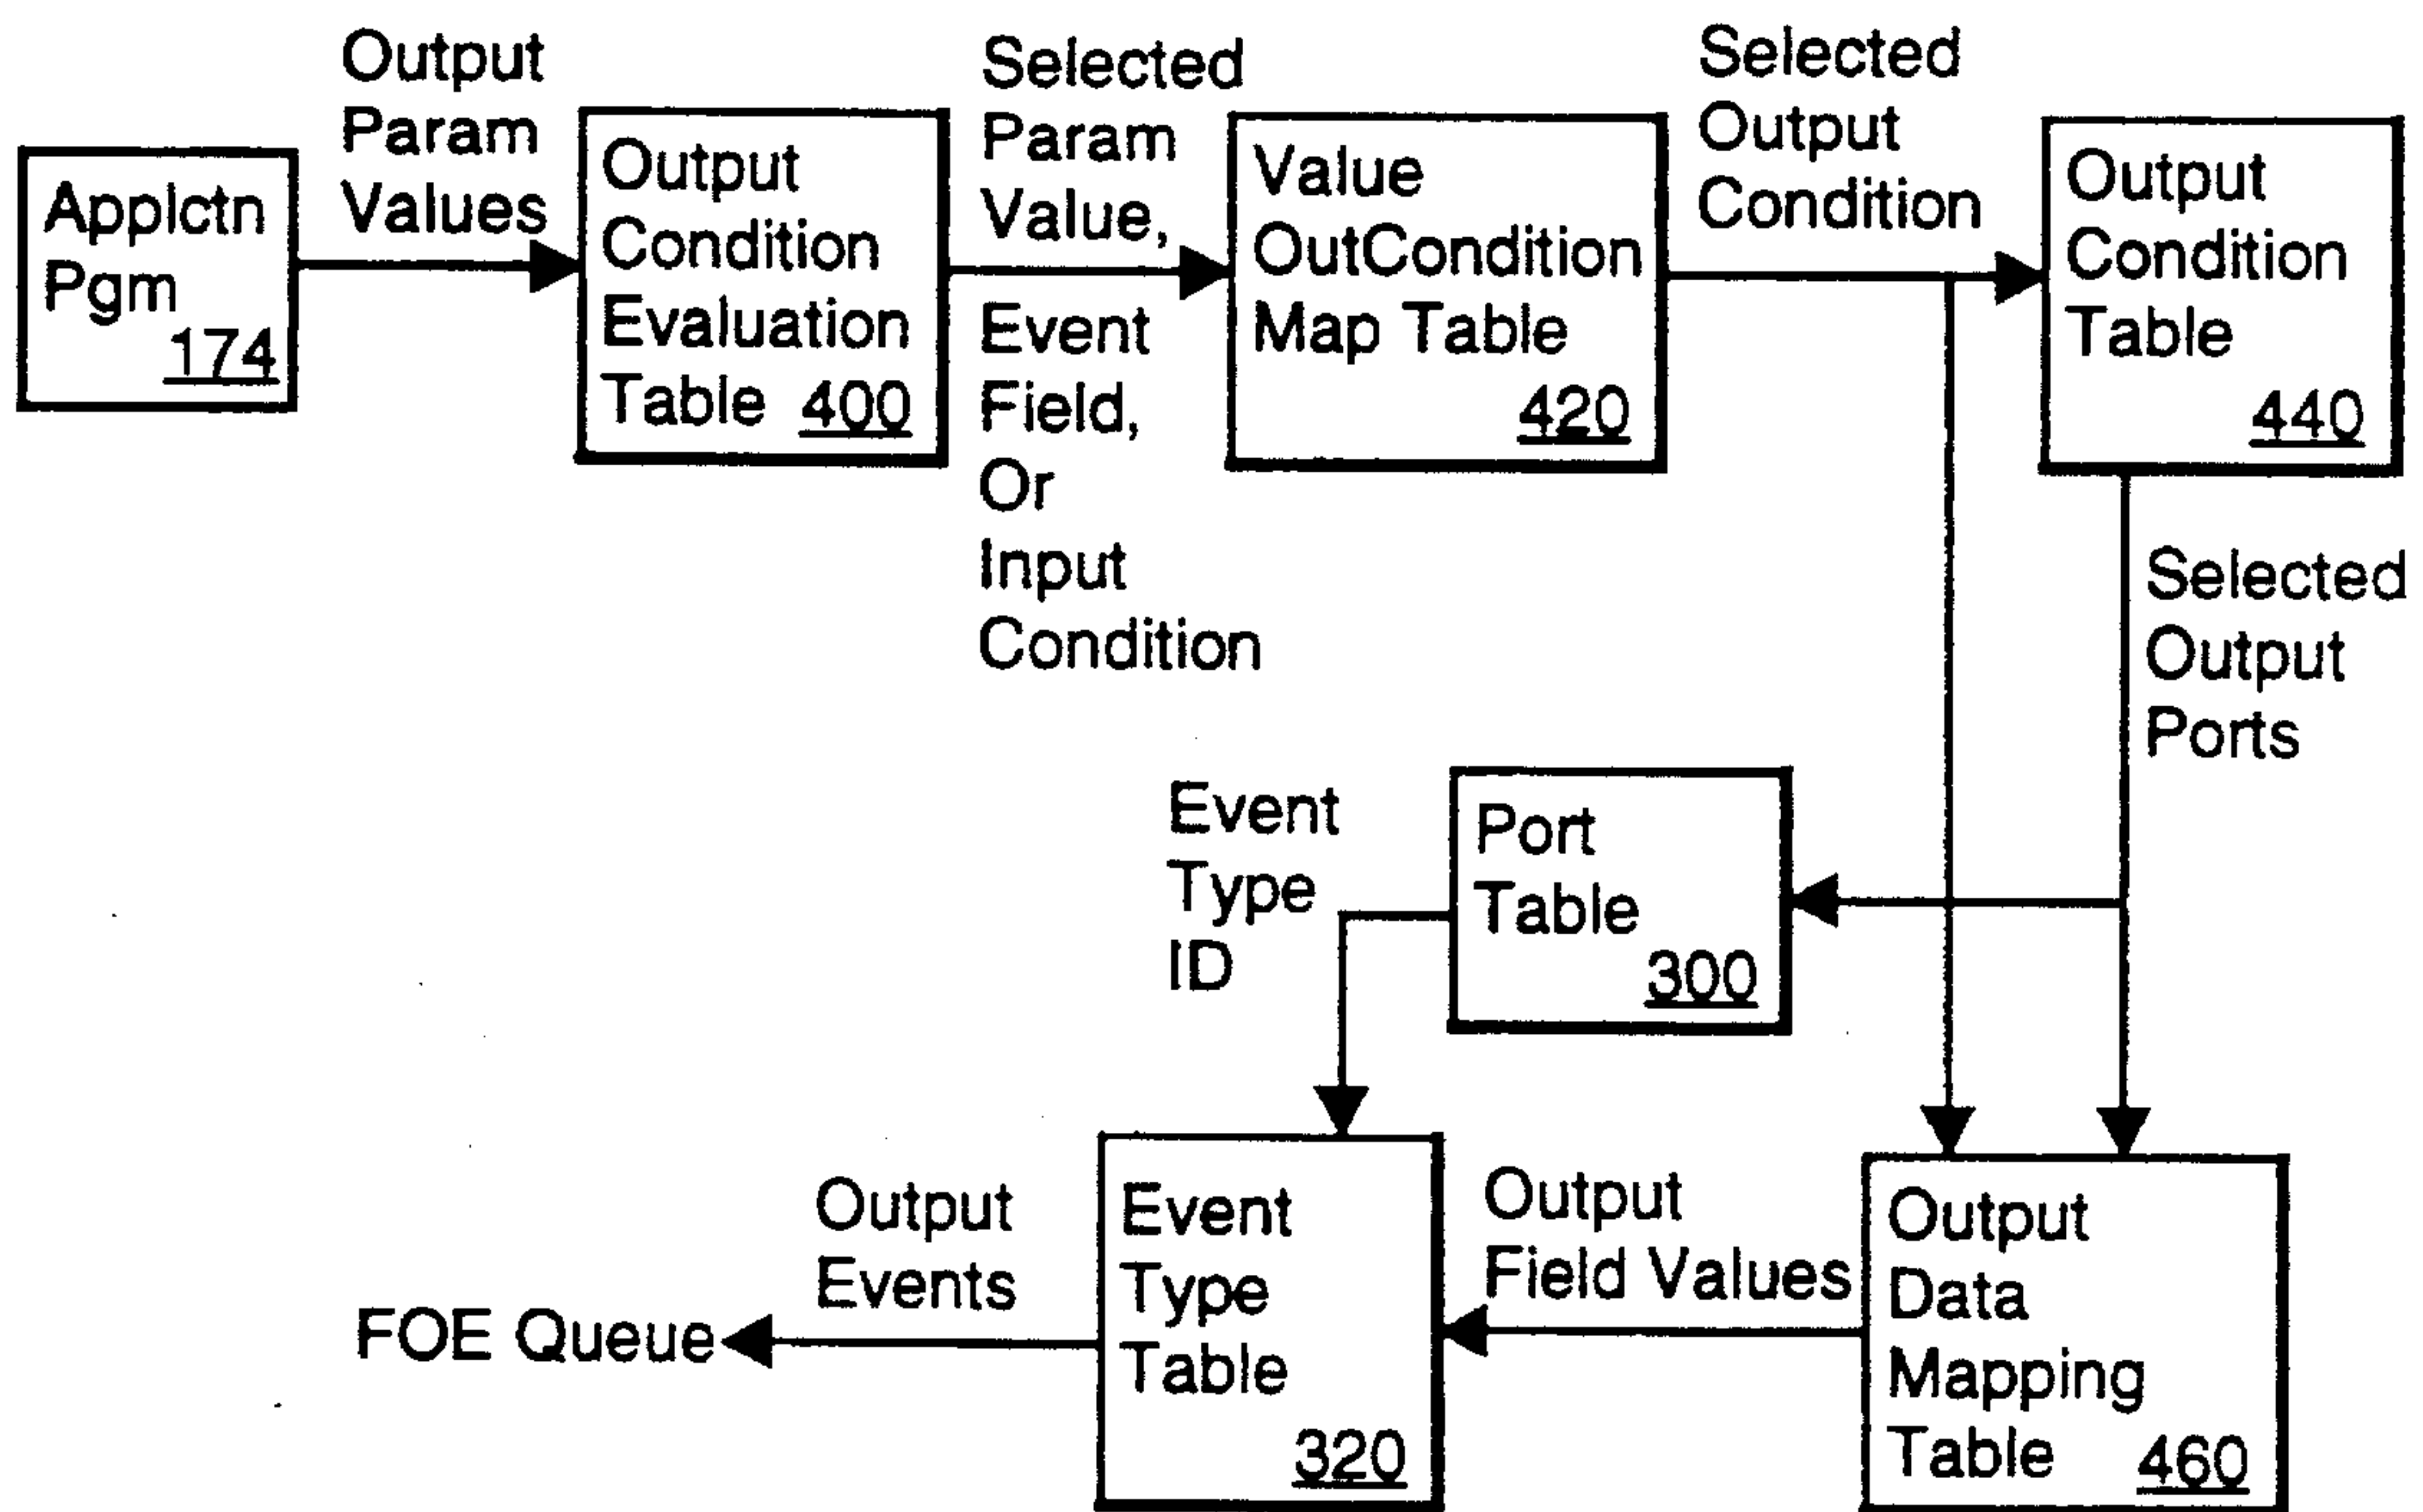 Applctn
Pgm
174
Output
Param
Values
Output
Condition
Evaluation
Table 400
Selected
Param
Value,
Event
Field,
Or
Input
Condition
Value
OutCondition
Map Table
420
Selected
Output
Condition
Output
Condition
Table
440
Selected
Output
Ports
Port
Table
300
Event
Type
ID
Output
Data
Mapping
Table 460
Output
Field Values
Event
Type
Table
320
Output
Events
FOE Queue